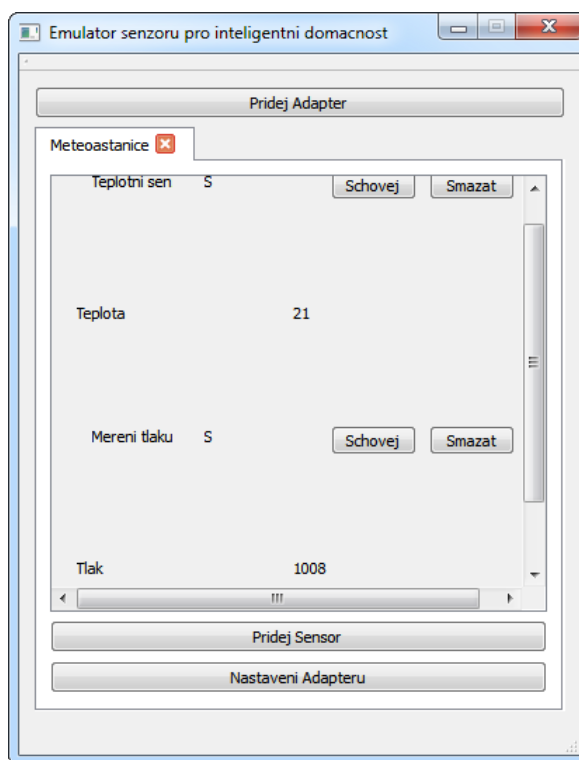 Emulator senzoru pro inteligentni domacnost
Pridej Adapter
Meteoastanice
Teplotni sen S Schovej Smazat
Teplota 21
Mereni tlaku S Schovej Smazat
Tlak 1008
Pridej Sensor
Nastaveni Adapteru